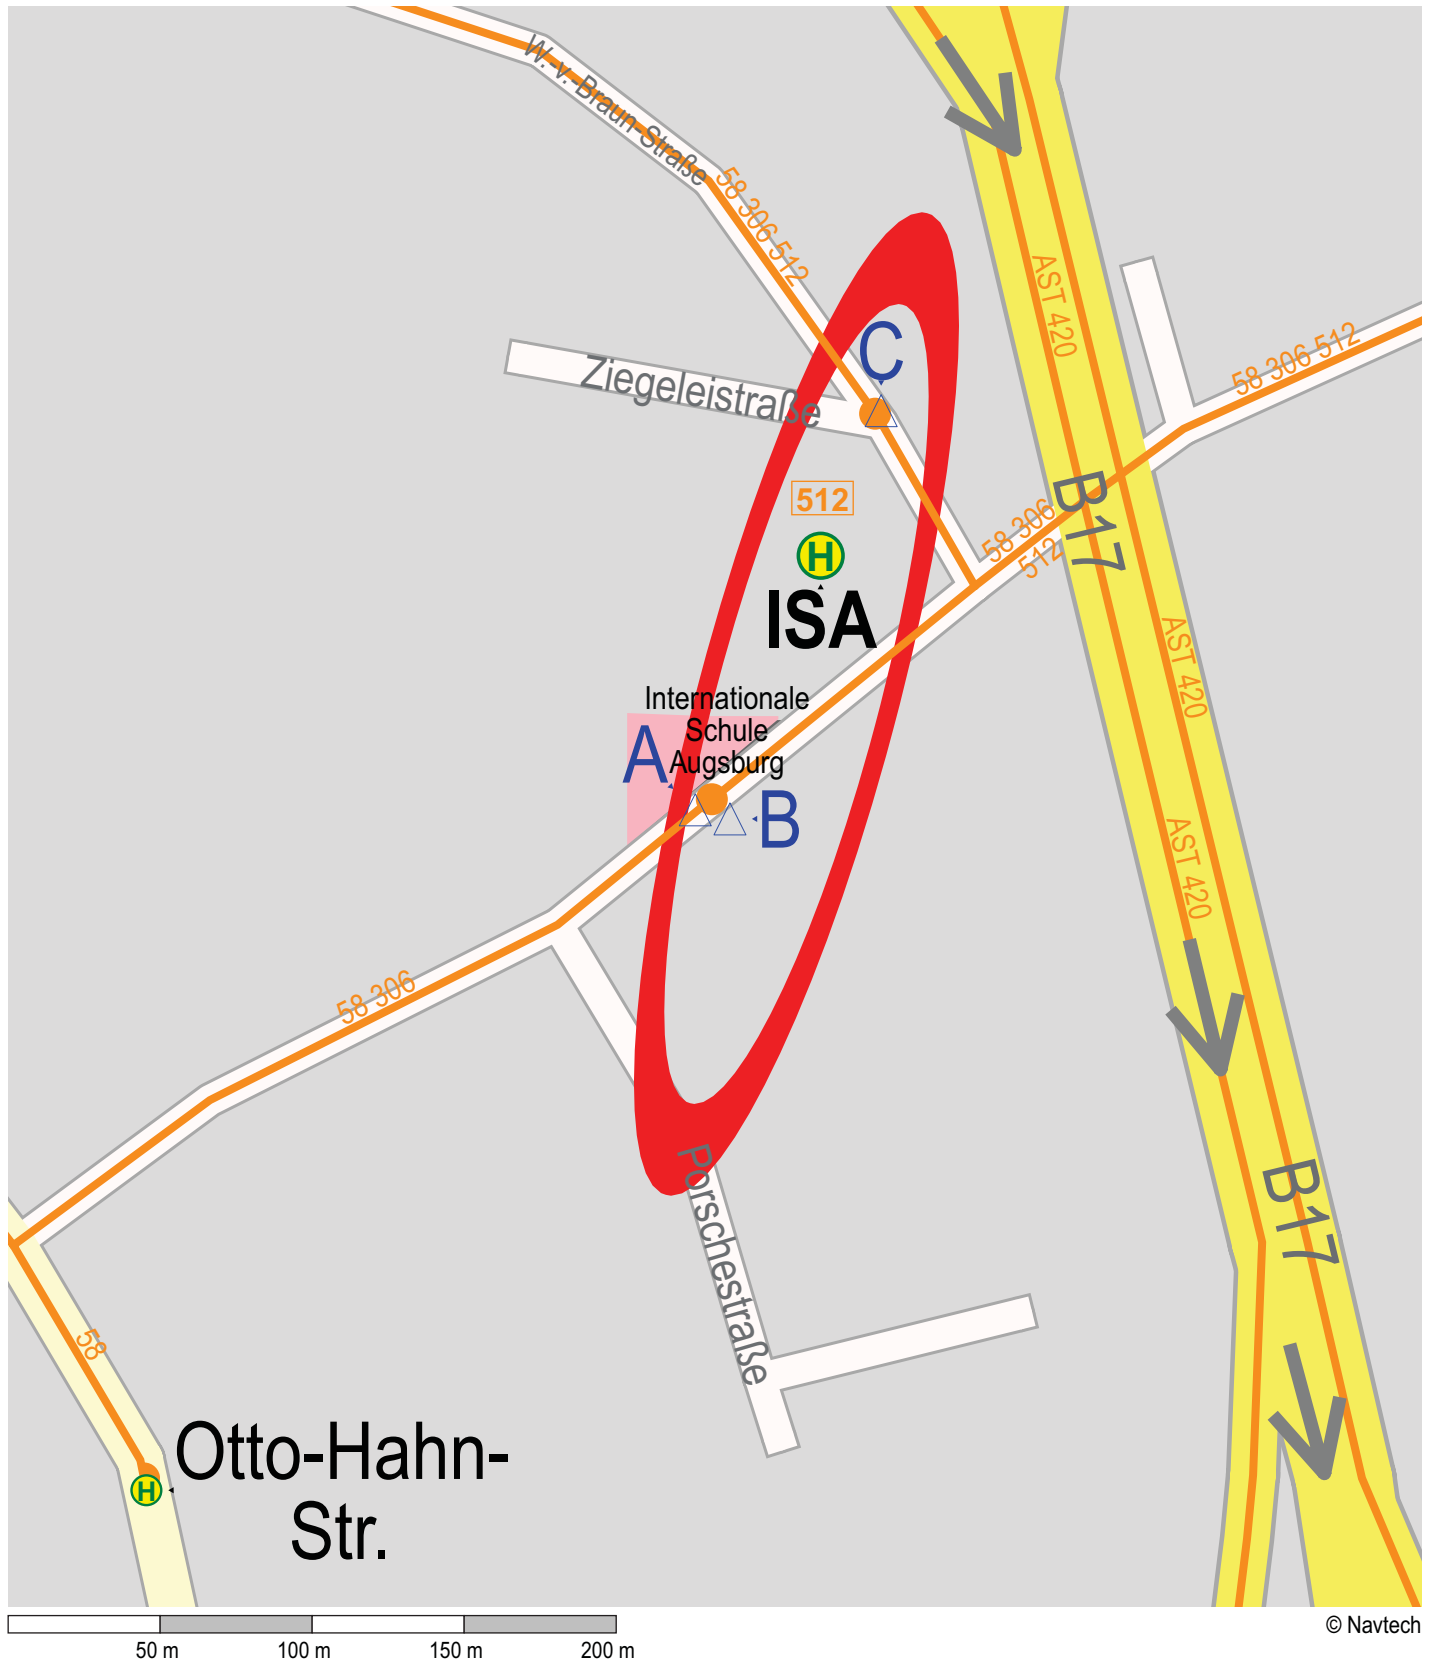 W.-v.-Braun-Straße
58 306 512
AST 420
C
58 306 512
Ziegeleistraße
512
H
ISA
B17
58 306
512
Internationale
Schule
Augsburg
A
B
AST 420
AST 420
58 306
B17
Porschestraße
58
Otto-Hahn-
Str.
H
50 m
100 m
150 m
200 m
© Navtech